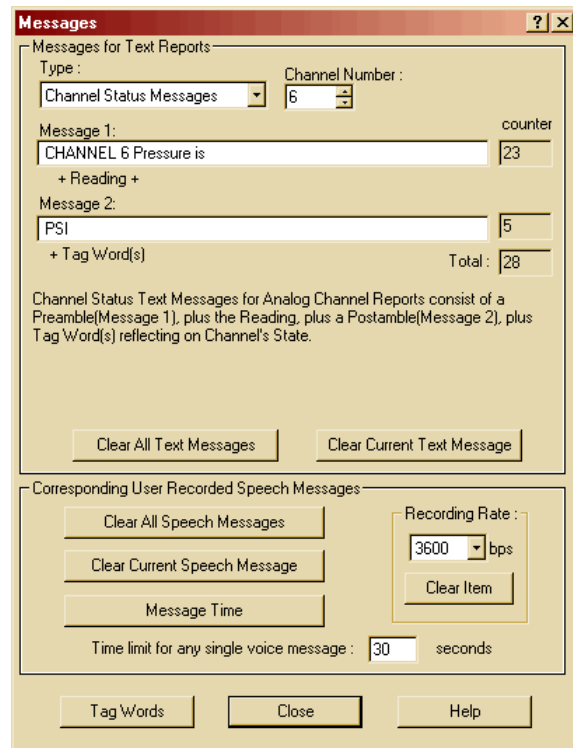 Messages
Messages for Text Reports
Type :
Channel Number :
Channel Status Messages
6
Message 1:
counter
CHANNEL 6 Pressure is
23
+ Reading +
Message 2:
PSI
5
+ Tag Word(s)
Total : 28
Channel Status Text Messages for Analog Channel Reports consist of a
Preamble(Message 1), plus the Reading, plus a Postamble(Message 2), plus
Tag Word(s) reflecting on Channel's State.
Clear All Text Messages
Clear Current Text Message
Corresponding User Recorded Speech Messages
Clear All Speech Messages
Recording Rate :
3600 bps
Clear Current Speech Message
Clear Item
Message Time
Time limit for any single voice message : 30 seconds
Tag Words
Close
Help